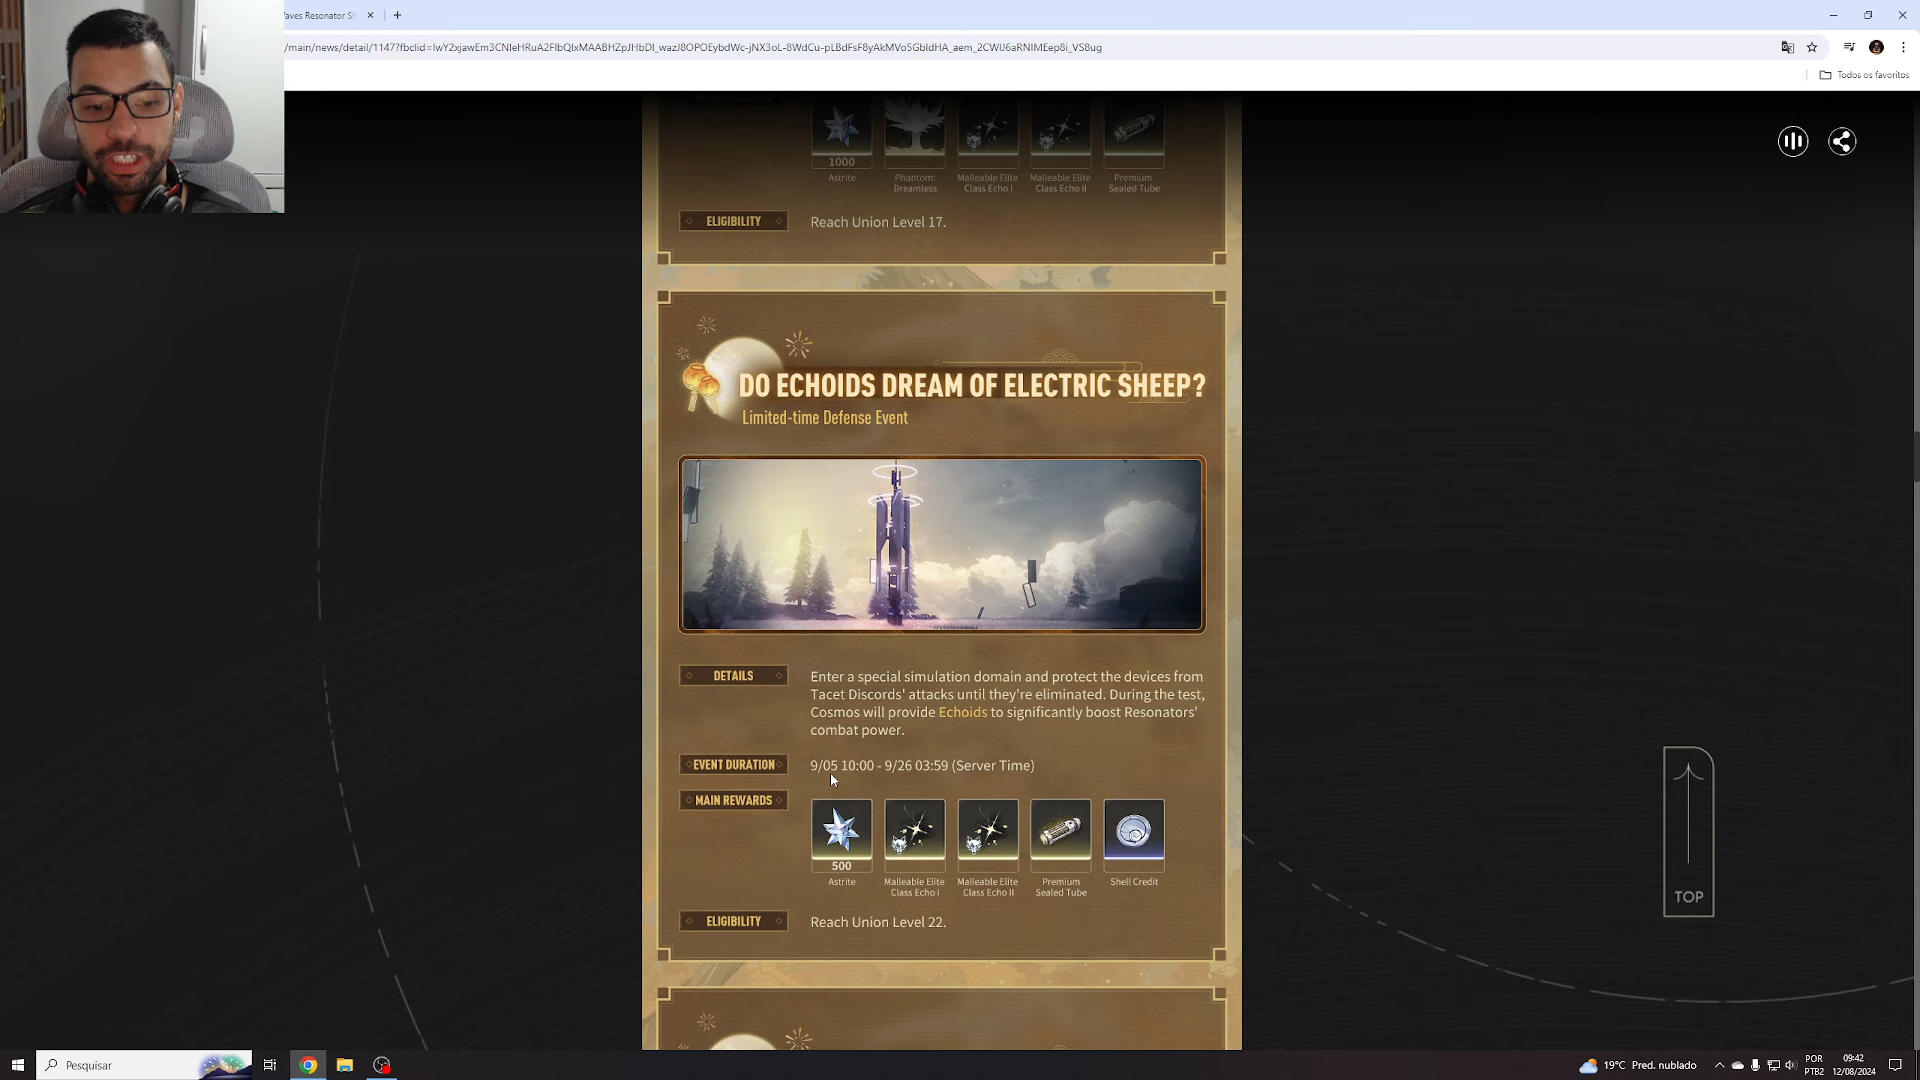 aves Resonator Sh
/main/news/detail/1147?fbclid=IwY2xjawEm3CNleHRuA2FlbQIxMAABHZpJHbDI_wazJ8OPOEybdWc-jNX3oL-8WdCu-pLBdFsF8yAkMVo5GbIdHA_aem_2CWlJ6aRNIMEep8i_VS8ug
Todos os favoritos
1000
Astrite
Phantom:
Dreamless
Malleable Elite
Class Echo I
Malleable Elite
Class Echo II
Premium
Sealed Tube
ELIGIBILITY
Reach Union Level 17.
DO ECHOIDS DREAM OF ELECTRIC SHEEP?
Limited-time Defense Event
DETAILS
Enter a special simulation domain and protect the devices from
Tacet Discords' attacks until they're eliminated. During the test,
Cosmos will provide Echoids to significantly boost Resonators'
combat power.
EVENT DURATION
9/05 10:00 - 9/26 03:59 (Server Time)
MAIN REWARDS
500
Astrite
Malleable Elite
Class Echo I
Malleable Elite
Class Echo II
Premium
Sealed Tube
Shell Credit
ELIGIBILITY
Reach Union Level 22.
TOP
Pesquisar
19°C Pred. nublado
POR
PTB2
09:42
12/08/2024